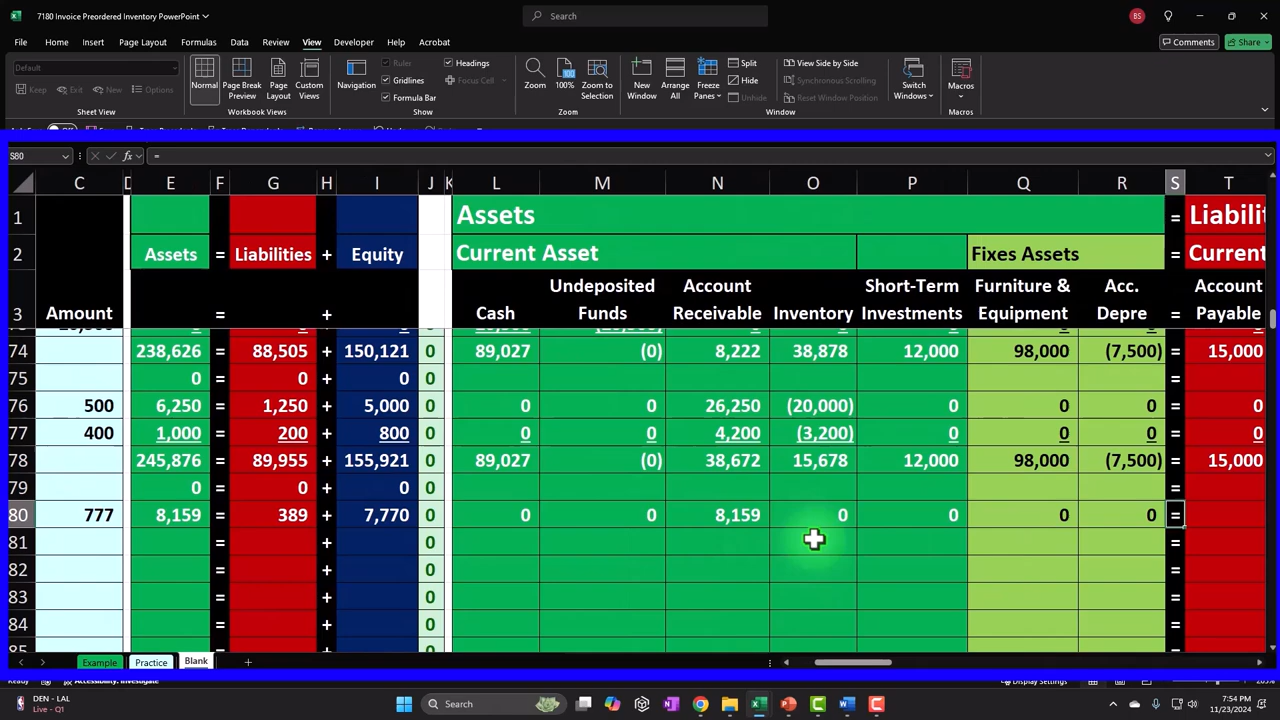 7180 Invoice Preordered Inventory PowerPoint
Search
BS
File Home Insert Draw Page Layout Formulas Data Review View Developer Help Acrobat
Comments Share
Default
Keep Exit New Options
Sheet View
Normal Page Break Preview Page Layout Custom Views
Workbook Views
Navigation
Ruler Gridlines Formula Bar Headings Focus Cell
Show
Zoom 100% Zoom to Selection
Zoom
New Window Arrange All Freeze Panes Split Hide Unhide
View Side by Side Synchronous Scrolling Reset Window Position
Switch Windows
Window
Macros
Macros
S80 fx =
C E F G H I J K L M N O P Q R S T
1 Assets =
2 Assets = Liabilities + Equity Current Asset Fixes Assets = Current
Undeposited Account Short-Term Furniture & Acc. Account
3 Amount = + Cash Funds Receivable Inventory Investments Equipment Depre = Payable
74 238,626 = 88,505 + 150,121 0 89,027 (0) 8,222 38,878 12,000 98,000 (7,500) = 15,000
75 0 = 0 + 0 0 =
76 500 6,250 = 1,250 + 5,000 0 0 0 26,250 (20,000) 0 0 0 = 0
77 400 1,000 = 200 + 800 0 0 0 4,200 (3,200) 0 0 0 = 0
78 245,876 = 89,955 + 155,921 0 89,027 (0) 38,672 15,678 12,000 98,000 (7,500) = 15,000
79 0 = 0 + 0 0 =
80 777 8,159 = 389 + 7,770 0 0 0 8,159 0 0 0 0 =
81 = + 0 =
82 = + 0 =
83 = + 0 =
84 = + 0 =
85 = + 0 =
Example Practice Blank +
Ready Accessibility: Investigate Display Settings
DEN - LAL
Live - Q1
Search
7:54 PM
11/23/2024